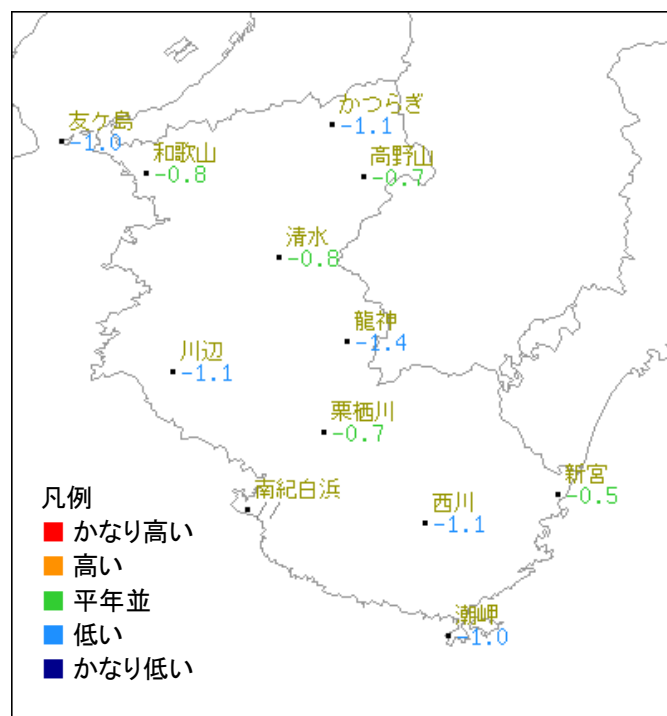 かつらぎ
-1.1
友ケ島
-1.0
和歌山
-0.8
高野山
-0.7
清水
-0.8
龍神
-1.4
川辺
-1.1
栗栖川
-0.7
南紀白浜
新宮
-0.5
西川
-1.1
潮岬
-1.0
凡例
かなり高い
高い
平年並
低い
かなり低い